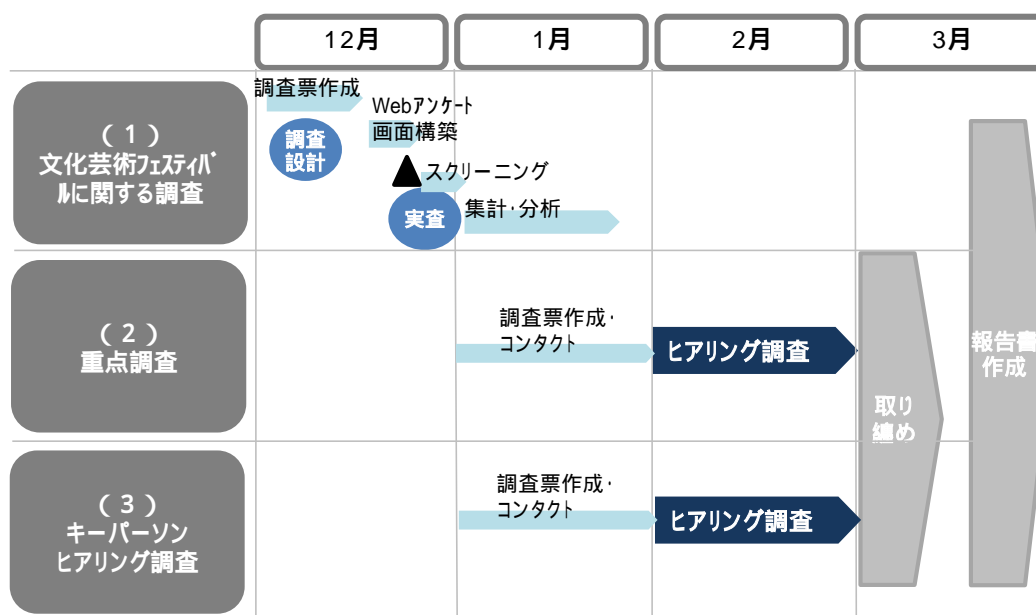 12月
1月
2月
3月
(1)
文化芸術ﾌｪｽﾃｨﾊﾞ
ﾙに関する調査
調査票作成
調査
設計
Webｱﾝｹｰﾄ
画面構築
スクリーニング
実査
集計･分析
(2)
重点調査
調査票作成･
コンタクト
ヒアリング調査
(3)
キーパーソン
ヒアリング調査
調査票作成･
コンタクト
ヒアリング調査
取り
纏め
報告書
作成